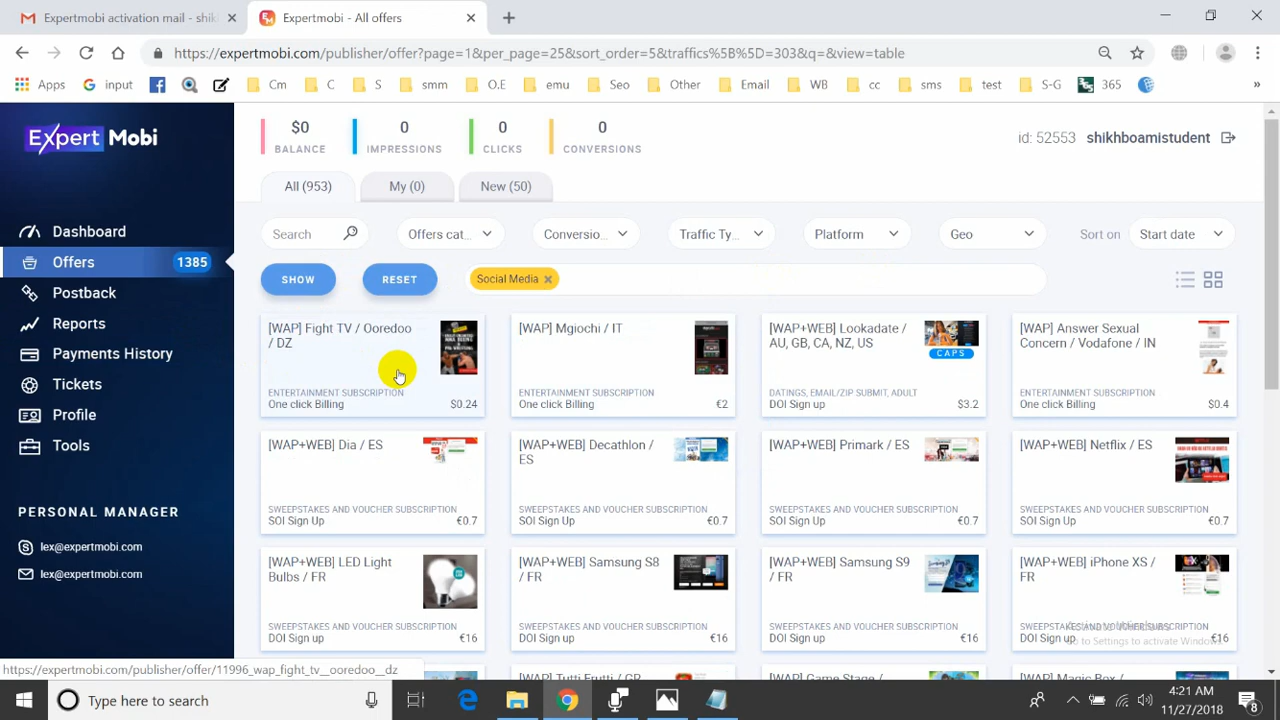 Expertmobi activation mail - shik
Expertmobi - All offers
https://expertmobi.com/publisher/offer?page=1&per_page=25&sort_order=5&traffics%5B%5D=303&q=&view=table
Apps input Cm C S smm O.E emu Seo Other Email WB cc sms test S-G 365 »
Expert Mobi
$0 0 0 0
BALANCE IMPRESSIONS CLICKS CONVERSIONS
id: 52553 shikhboamistudent
All (953) My (0) New (50)
Dashboard
Offers 1385
Postback
Reports
Payments History
Tickets
Profile
Tools
PERSONAL MANAGER
lex@expertmobi.com
lex@expertmobi.com
Search Offers cat... Conversio... Traffic Ty... Platform Geo Sort on Start date
SHOW RESET Social Media
[WAP] Fight TV / Ooredoo
/ DZ
ENTERTAINMENT SUBSCRIPTION
One click Billing $0.24
[WAP] Mgiochi / IT
ENTERTAINMENT SUBSCRIPTION
One click Billing €2
[WAP+WEB] Lookadate /
AU, GB, CA, NZ, US
CAPS
DATINGS, EMAIL/ZIP SUBMIT, ADULT
DOI Sign up $3.2
[WAP] Answer Sexual
Concern / Vodafone / IN
ENTERTAINMENT SUBSCRIPTION
One click Billing $0.4
[WAP+WEB] Dia / ES
SWEEPSTAKES AND VOUCHER SUBSCRIPTION
SOI Sign Up €0.7
[WAP+WEB] Decathlon /
ES
SWEEPSTAKES AND VOUCHER SUBSCRIPTION
SOI Sign Up €0.7
[WAP+WEB] Primark / ES
SWEEPSTAKES AND VOUCHER SUBSCRIPTION
SOI Sign Up €0.7
[WAP+WEB] Netflix / ES
SWEEPSTAKES AND VOUCHER SUBSCRIPTION
SOI Sign Up €0.7
[WAP+WEB] LED Light
Bulbs / FR
SWEEPSTAKES AND VOUCHER SUBSCRIPTION
DOI Sign up €16
[WAP+WEB] Samsung S8
/ FR
SWEEPSTAKES AND VOUCHER SUBSCRIPTION
DOI Sign up €16
[WAP+WEB] Samsung S9
/ FR
SWEEPSTAKES AND VOUCHER SUBSCRIPTION
DOI Sign up €16
[WAP+WEB] iPhone XS /
FR
SWEEPSTAKES AND VOUCHER SUBSCRIPTION
DOI Sign up €16
Activate Windows
Go to Settings to activate Windows.
https://expertmobi.com/publisher/offer/11996_wap_fight_tv__ooredoo__dz
Type here to search
4:21 AM
11/27/2018
8